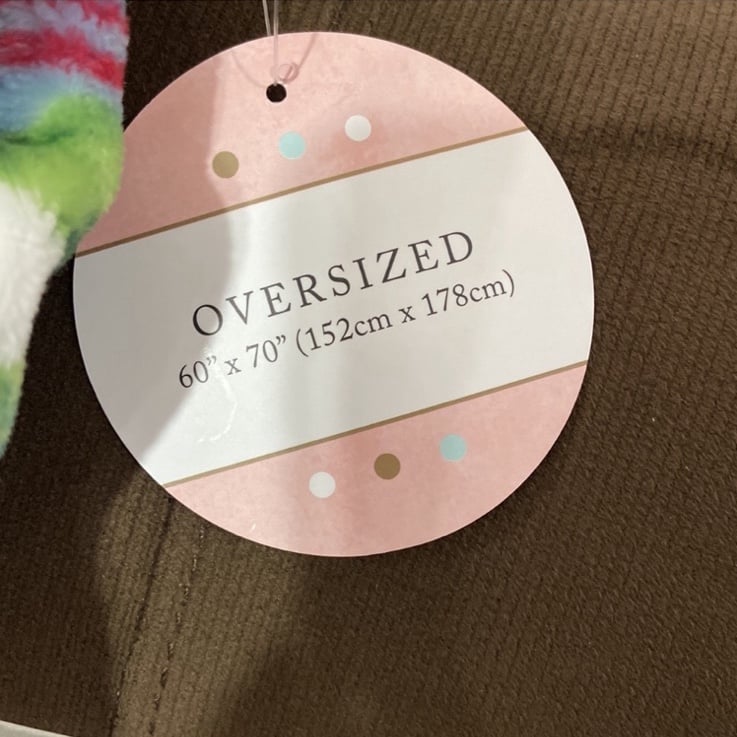 OVERSIZED
60” x 70” (152cm x 178cm)